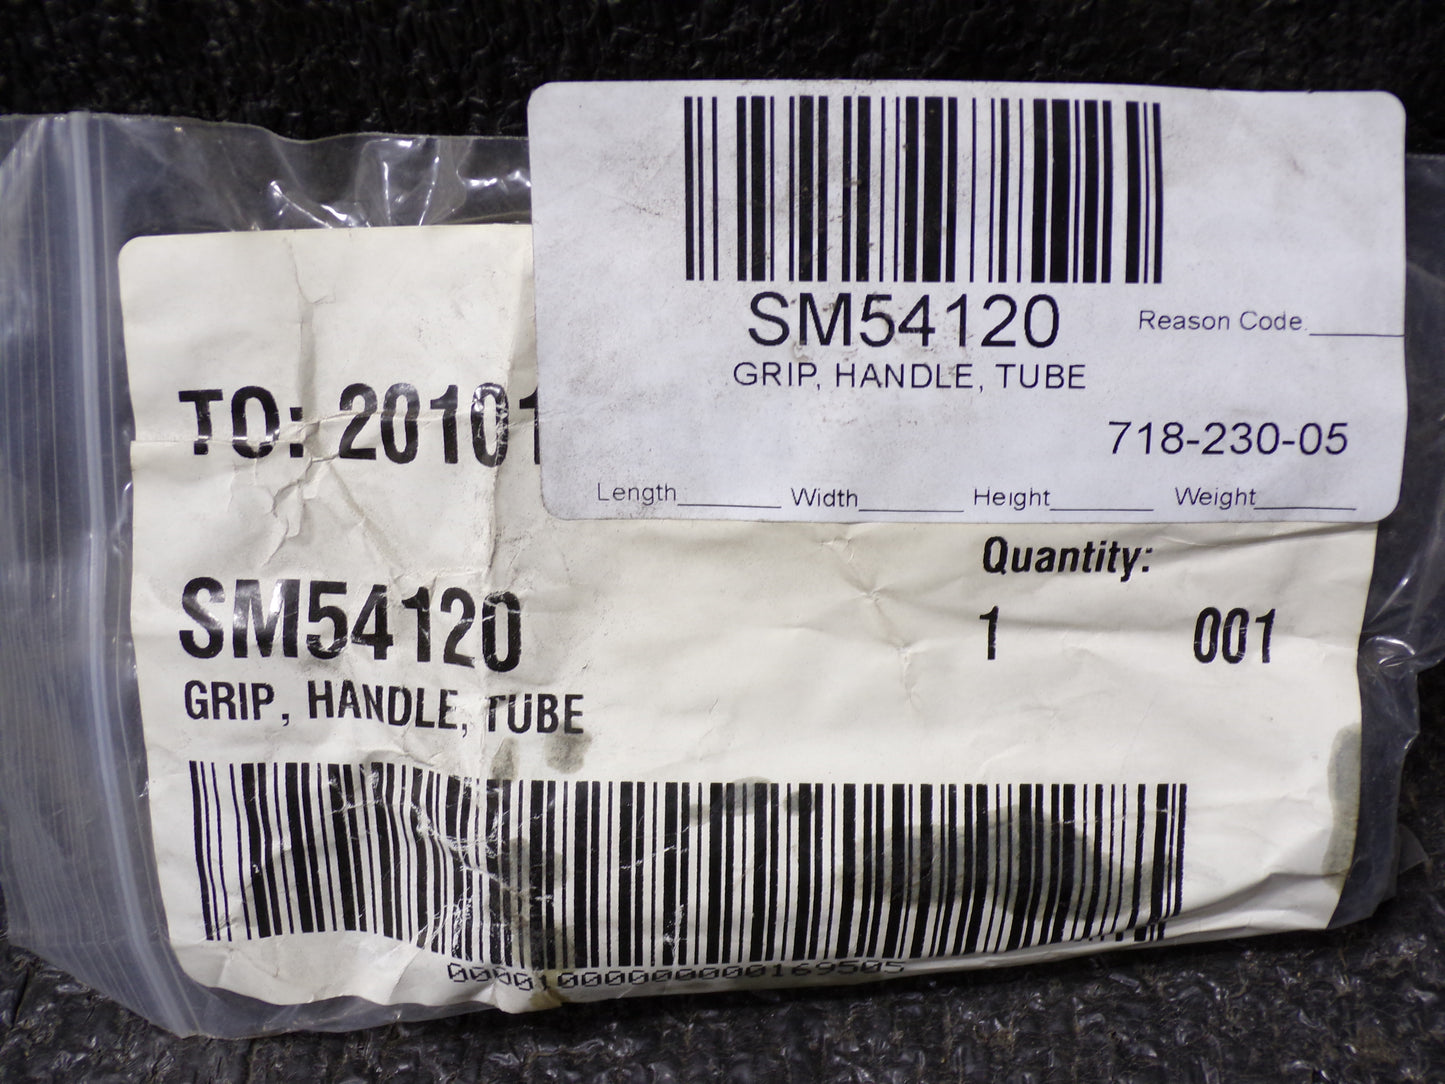 SM54120
Reason Code.
GRIP, HANDLE, TUBE
718-230-05
Length Width Height Weight
TO: 20101
Quantity:
1 001
SM54120
GRIP, HANDLE, TUBE